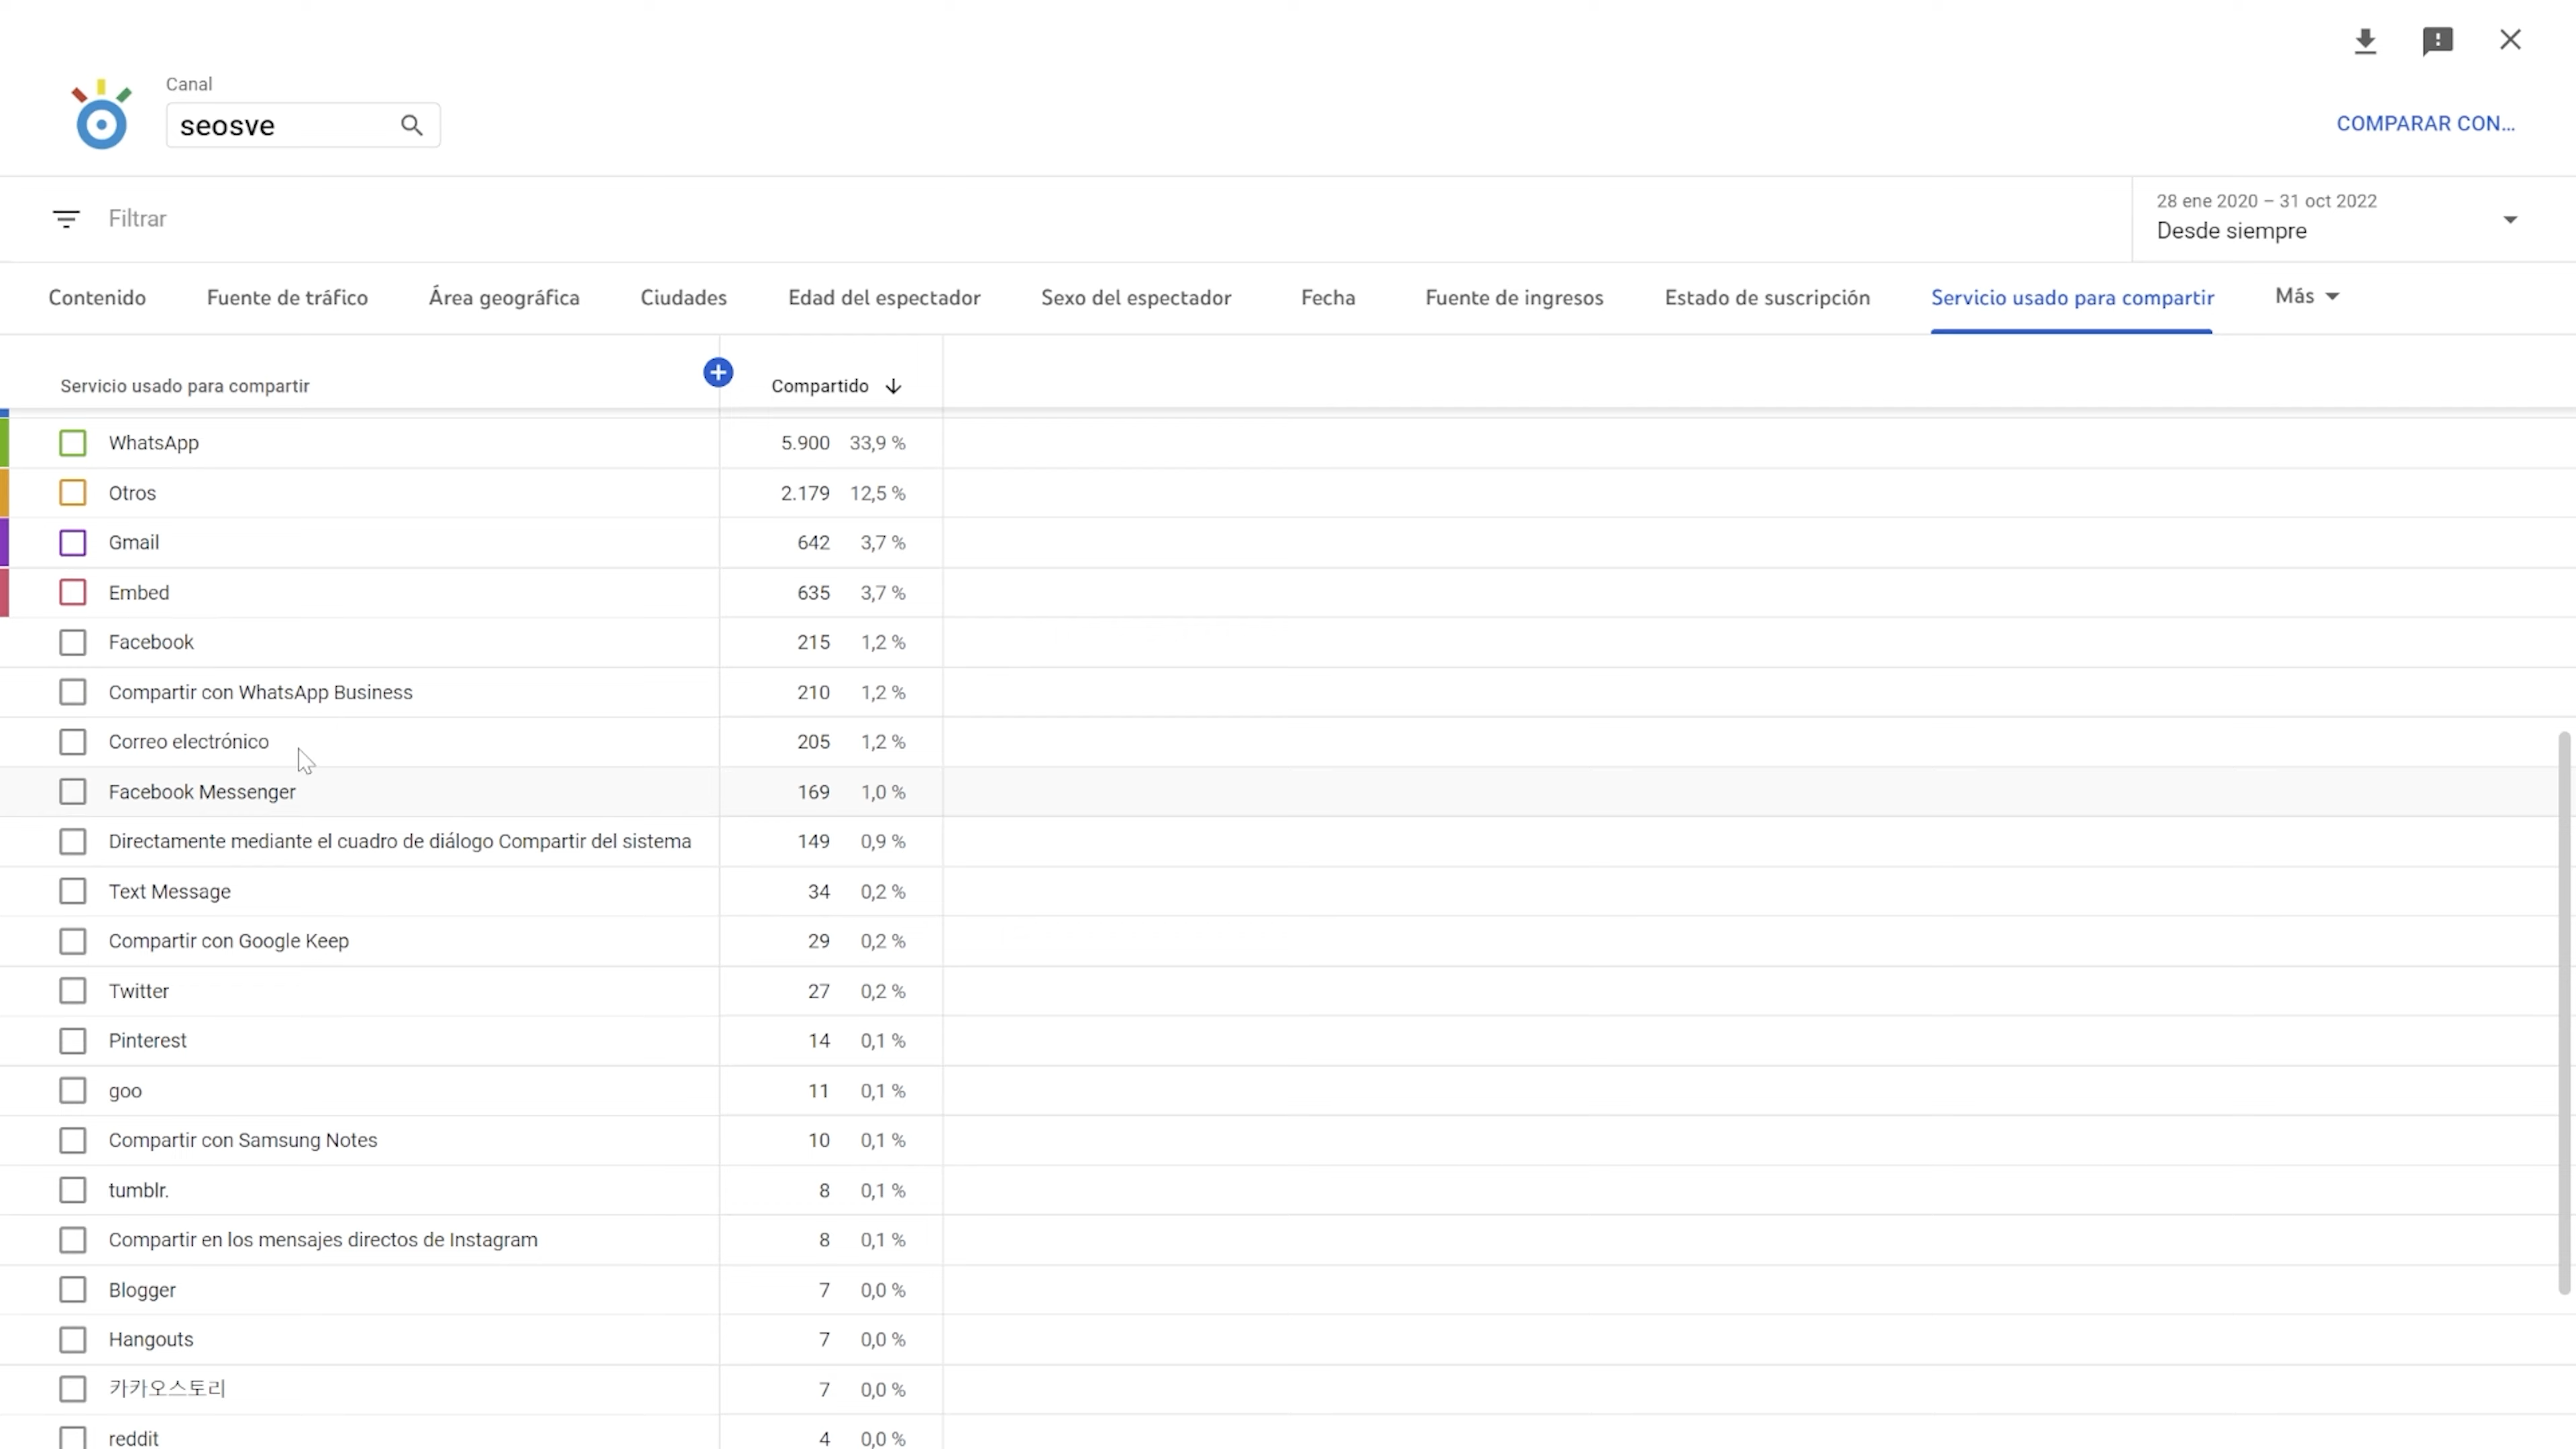 Canal
seosve
COMPARAR CON...
Filtrar
28 ene 2020 – 31 oct 2022
Desde siempre
Contenido Fuente de tráfico Área geográfica Ciudades Edad del espectador Sexo del espectador Fecha Fuente de ingresos Estado de suscripción Servicio usado para compartir Más
Servicio usado para compartir Compartido
WhatsApp 5.900 33,9 %
Otros 2.179 12,5 %
Gmail 642 3,7 %
Embed 635 3,7 %
Facebook 215 1,2 %
Compartir con WhatsApp Business 210 1,2 %
Correo electrónico 205 1,2 %
Facebook Messenger 169 1,0 %
Directamente mediante el cuadro de diálogo Compartir del sistema 149 0,9 %
Text Message 34 0,2 %
Compartir con Google Keep 29 0,2 %
Twitter 27 0,2 %
Pinterest 14 0,1 %
goo 11 0,1 %
Compartir con Samsung Notes 10 0,1 %
tumblr. 8 0,1 %
Compartir en los mensajes directos de Instagram 8 0,1 %
Blogger 7 0,0 %
Hangouts 7 0,0 %
카카오스토리 7 0,0 %
reddit 4 0,0 %